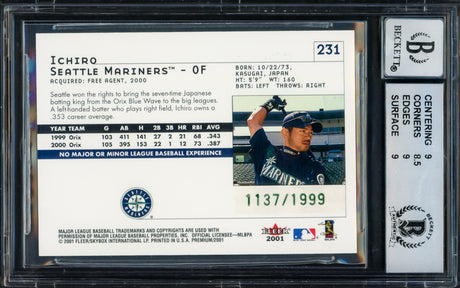 231
ICHIRO
SEATTLE MARINERS™ - OF
ACQUIRED: FREE AGENT, 2000
BORN: 10/22/73,
KASUGAI, JAPAN
HT: 5'9" WT: 160
BATS: LEFT THROWS: RIGHT
Seattle won the rights to bring the seven-time Japanese
batting king from the Orix Blue Wave to the big leagues.
A left-handed batter who plays right field, Ichiro owns a
.353 career average.
YEAR TEAM G AB H 2B 3B HR RBI AVG
1999 Orix 103 411 141 27 2 21 68 .343
2000 Orix 105 395 153 22 1 12 73 .387
NO MAJOR OR MINOR LEAGUE BASEBALL EXPERIENCE
MARINERS
1137/1999
Fleer
2001
MAJOR LEAGUE BASEBALL TRADEMARKS AND COPYRIGHTS ARE USED WITH
PERMISSION OF MAJOR LEAGUE BASEBALL PROPERTIES, INC. OFFICIAL LICENSEE—MLBPA
© 2001 FLEER/SKYBOX INTERNATIONAL LP. PRINTED IN U.S.A. PREMIUM/2001
BECKETT
B
CENTERING 9
CORNERS 8.5
EDGES 9
SURFACE 9
BECKETT